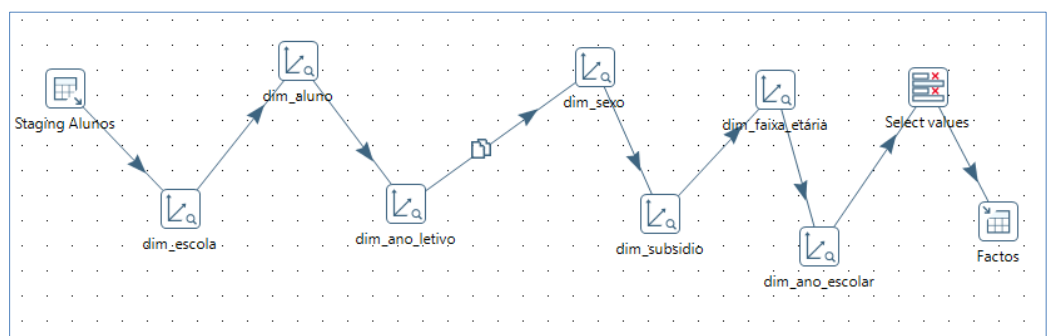 Staging Alunos
dim_escola
dim_aluno
dim_ano_letivo
dim_sexo
dim_subsidio
dim_faixa_etária
dim_ano_escolar
Select values
Factos